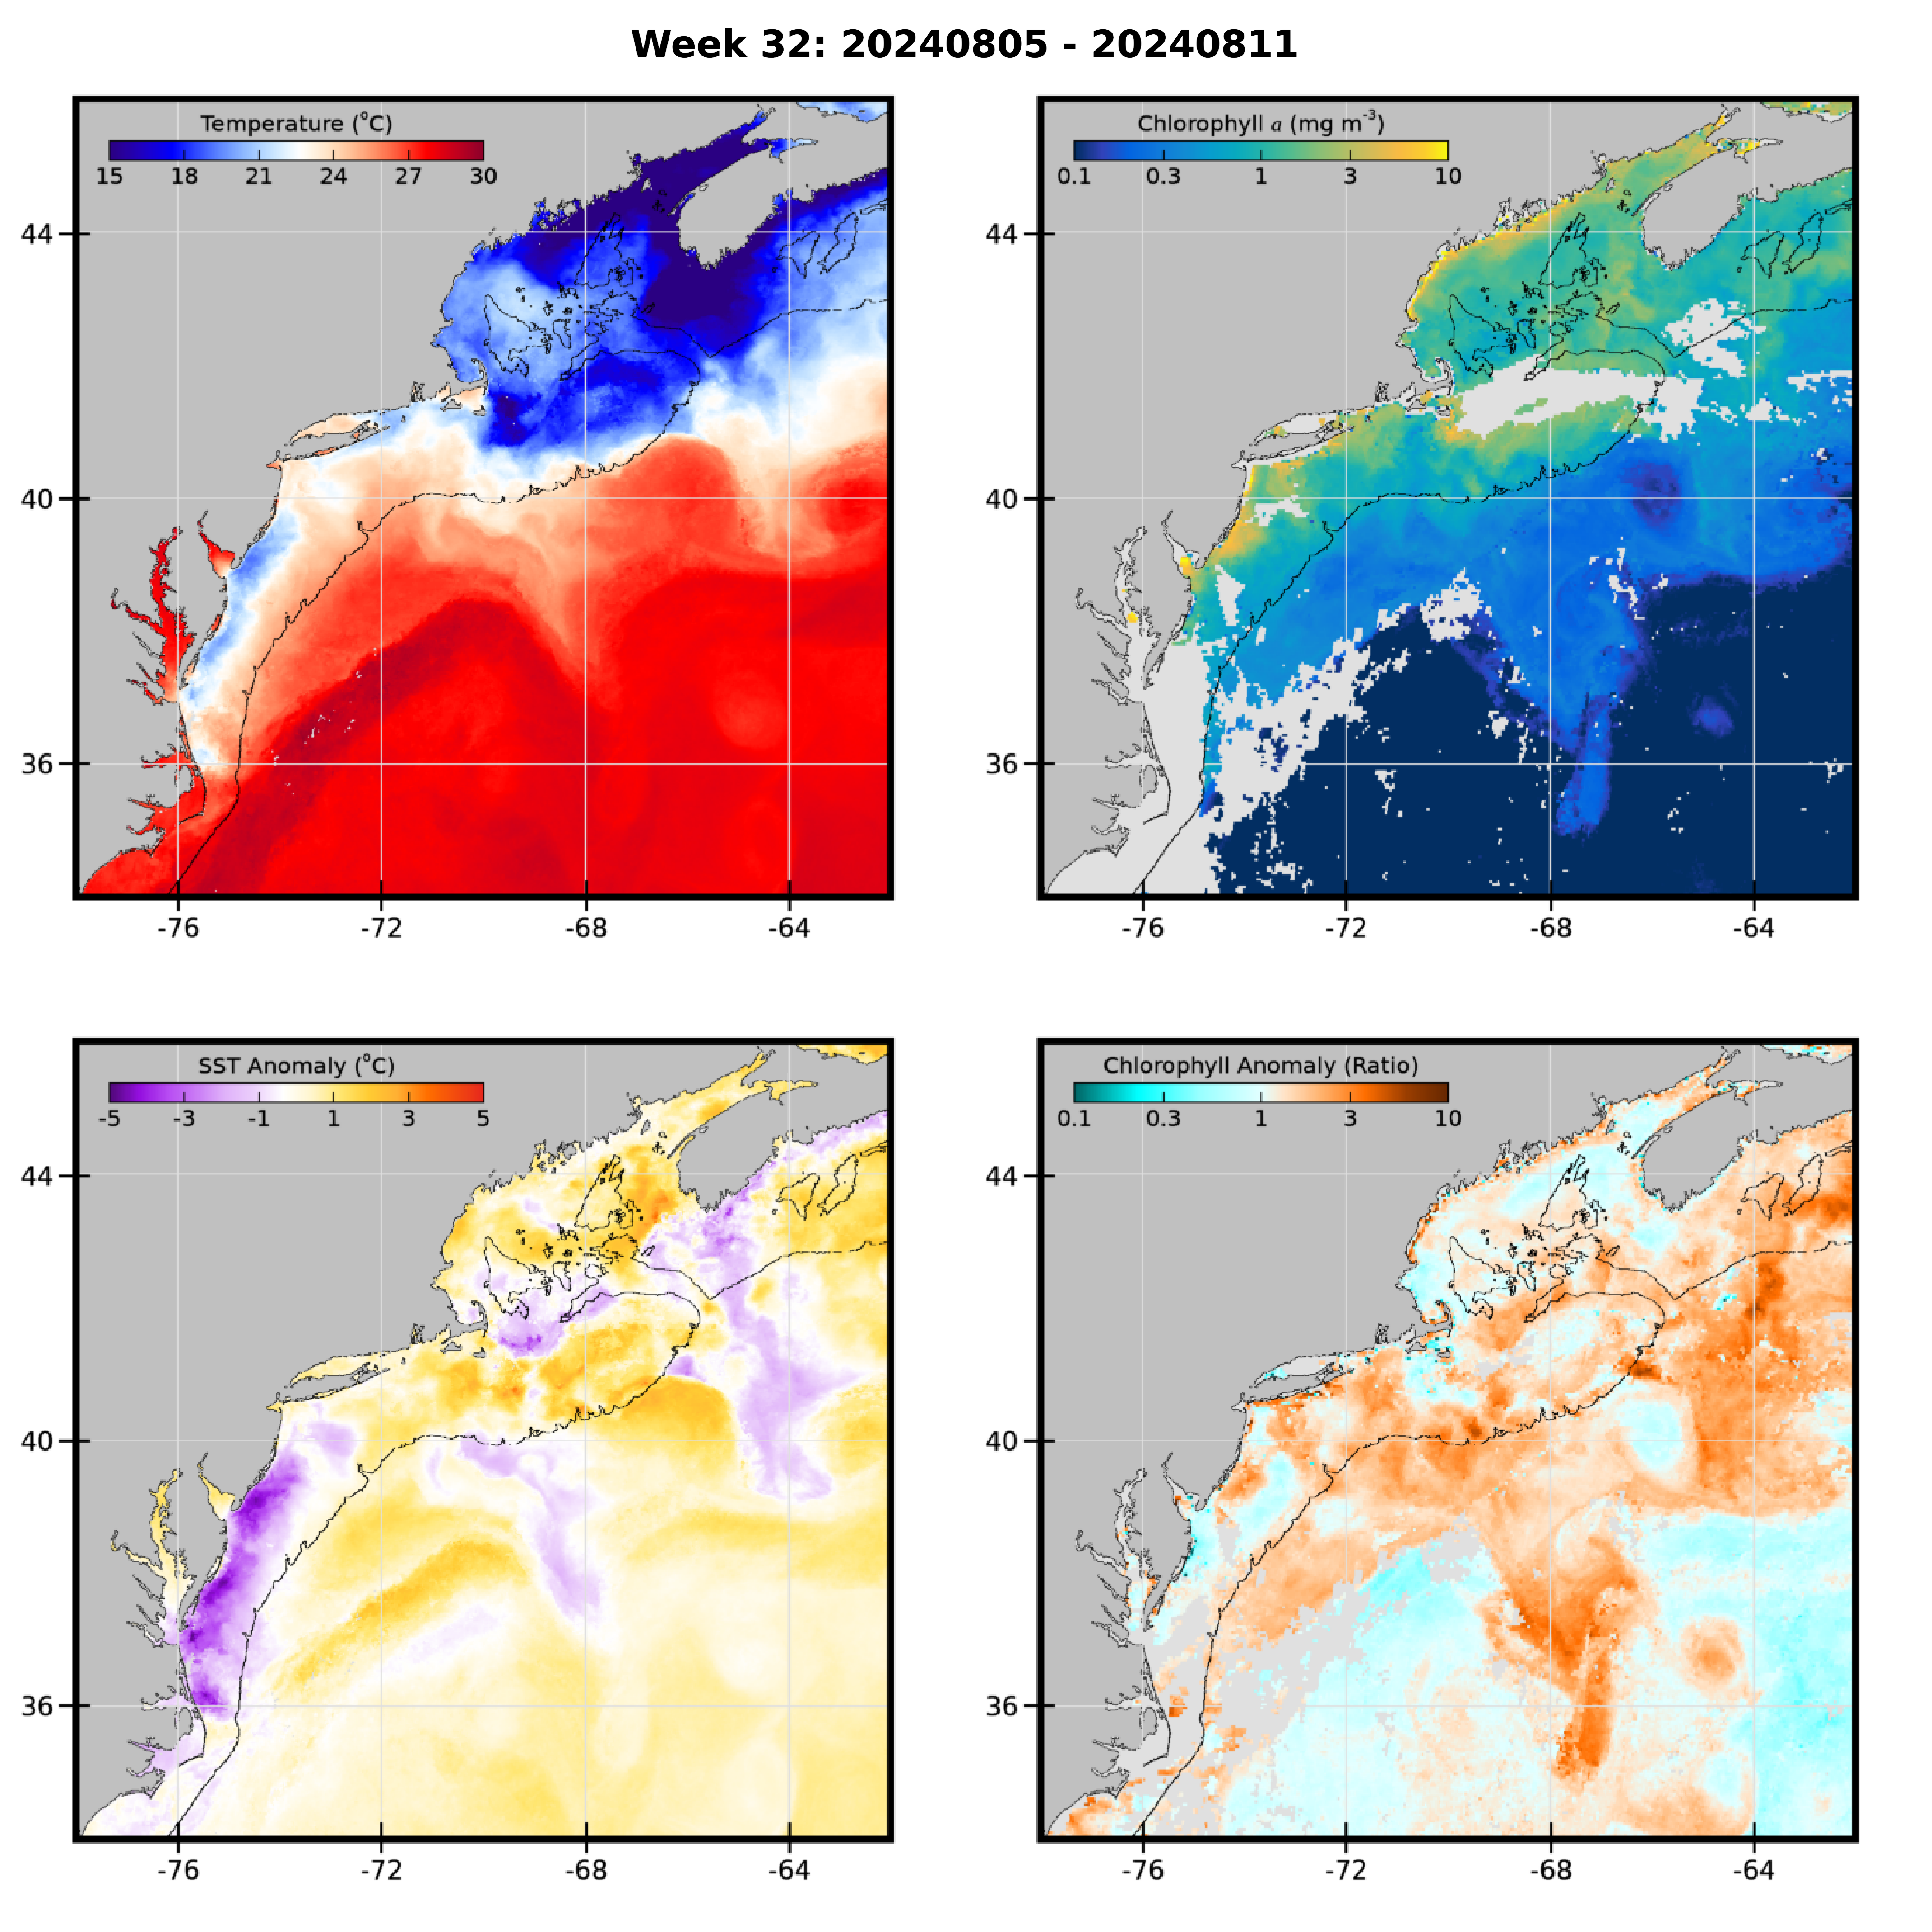 Week 32: 20240805 - 20240811
Temperature (°C)
15 18 21 24 27 30
44
40
36
-76 -72 -68 -64
Chlorophyll a (mg m⁻³)
0.1 0.3 1 3 10
44
40
36
-76 -72 -68 -64
SST Anomaly (°C)
-5 -3 -1 1 3 5
44
40
36
-76 -72 -68 -64
Chlorophyll Anomaly (Ratio)
0.1 0.3 1 3 10
44
40
36
-76 -72 -68 -64